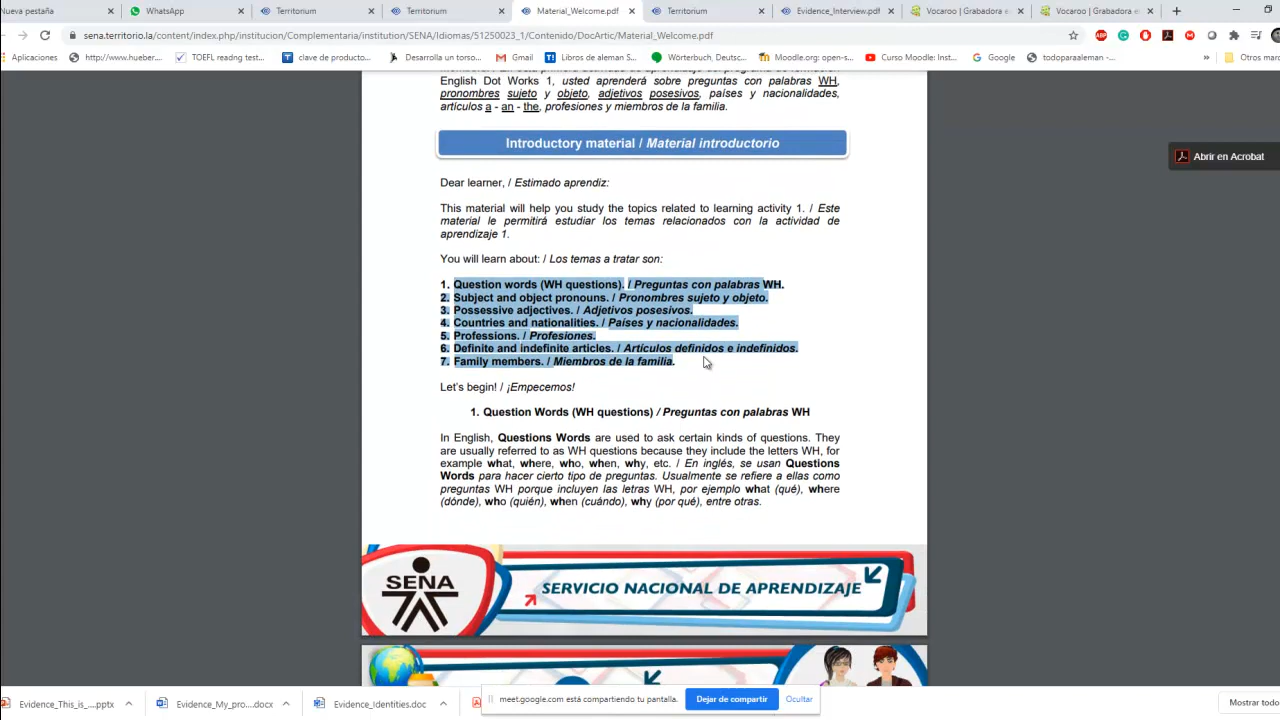 Nueva pestaña
WhatsApp
Territorium
Territorium
Material_Welcome.pdf
Territorium
Evidence_Interview.pdf
Vocaroo | Grabadora e
Vocaroo | Grabadora e
sena.territorio.la/content/index.php/institucion/Complementaria/institution/SENA/Idiomas/51250023_1/Contenido/DocArtic/Material_Welcome.pdf
Aplicaciones
http://www.hueber...
TOEFL readng test...
clave de producto...
Desarrolla un torso...
Gmail
Libros de aleman S...
Wörterbuch, Deutsc...
Moodle.org - open-s...
Curso Moodle: Inst...
Google
todoparaaleman -...
»
Otros mar
English Dot Works 1, usted aprenderá sobre preguntas con palabras WH,
pronombres sujeto y objeto, adjetivos posesivos, países y nacionalidades,
artículos a - an - the, profesiones y miembros de la familia.
Introductory material / Material introductorio
Abrir en Acrobat
Dear learner, / Estimado aprendiz:
This material will help you study the topics related to learning activity 1. / Este
material le permitirá estudiar los temas relacionados con la actividad de
aprendizaje 1.
You will learn about: / Los temas a tratar son:
1. Question words (WH questions). / Preguntas con palabras WH.
2. Subject and object pronouns. / Pronombres sujeto y objeto.
3. Possessive adjectives. / Adjetivos posesivos.
4. Countries and nationalities. / Países y nacionalidades.
5. Professions. / Profesiones.
6. Definite and indefinite articles. / Artículos definidos e indefinidos.
7. Family members. / Miembros de la familia.
Let's begin! / ¡Empecemos!
1. Question Words (WH questions) / Preguntas con palabras WH
In English, Questions Words are used to ask certain kinds of questions. They
are usually referred to as WH questions because they include the letters WH, for
example what, where, who, when, why, etc. / En inglés, se usan Questions
Words para hacer cierto tipo de preguntas. Usualmente se refiere a ellas como
preguntas WH porque incluyen las letras WH, por ejemplo what (qué), where
(dónde), who (quién), when (cuándo), why (por qué), entre otras.
SENA
SERVICIO NACIONAL DE APRENDIZAJE
Evidence_This_is_...pptx
Evidence_My_pro...docx
Evidence_Identities.doc
meet.google.com está compartiendo tu pantalla.
Dejar de compartir
Ocultar
Mostrar todo